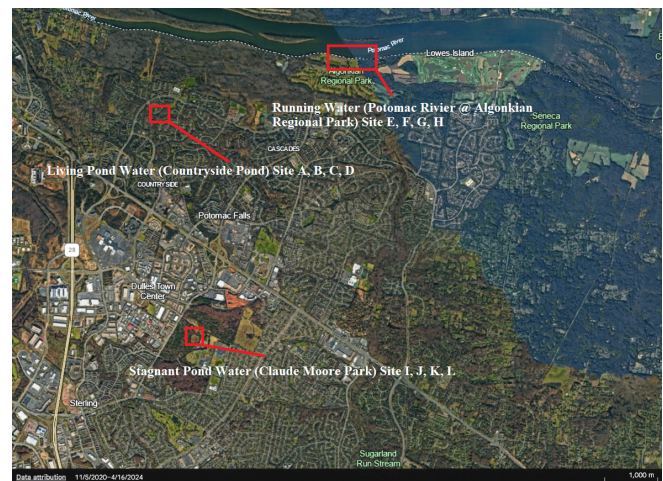 Potomac River
Lowes Island
Algonkian
Regional Park
Running Water (Potomac Rivier @ Algonkian
Regional Park) Site E, F, G, H
Seneca
Regional Park
CASCADES
Living Pond Water (Countryside Pond) Site A, B, C, D
COUNTRYSIDE
Potomac Falls
28
Dulles Town
Center
Stagnant Pond Water (Claude Moore Park) Site I, J, K, L
Sterling
Sugarland
Run Stream
Data attribution 11/5/2020-4/16/2024
1,000 m